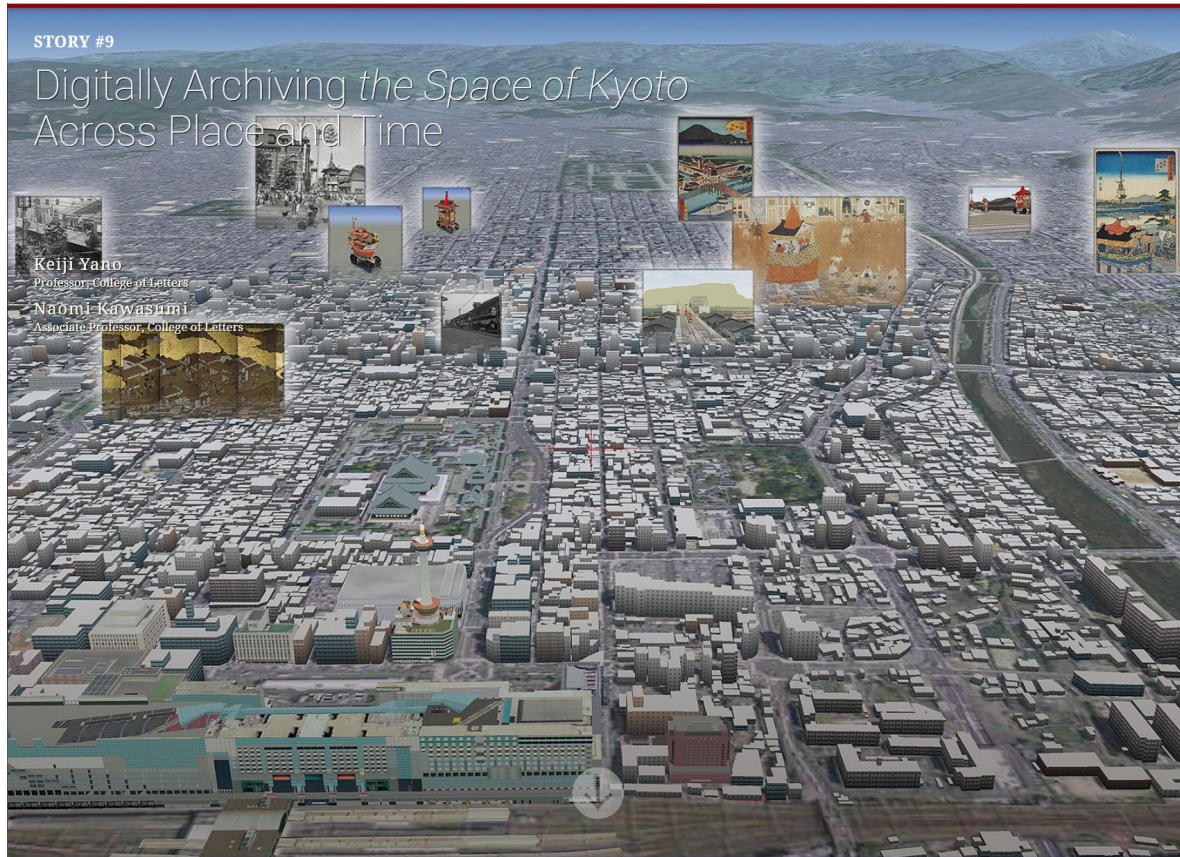 STORY #9
Digitally Archiving the Space of Kyoto
Across Place and Time
Keiji Yano
Professor, College of Letters
Naomi Kawasumi
Associate Professor, College of Letters